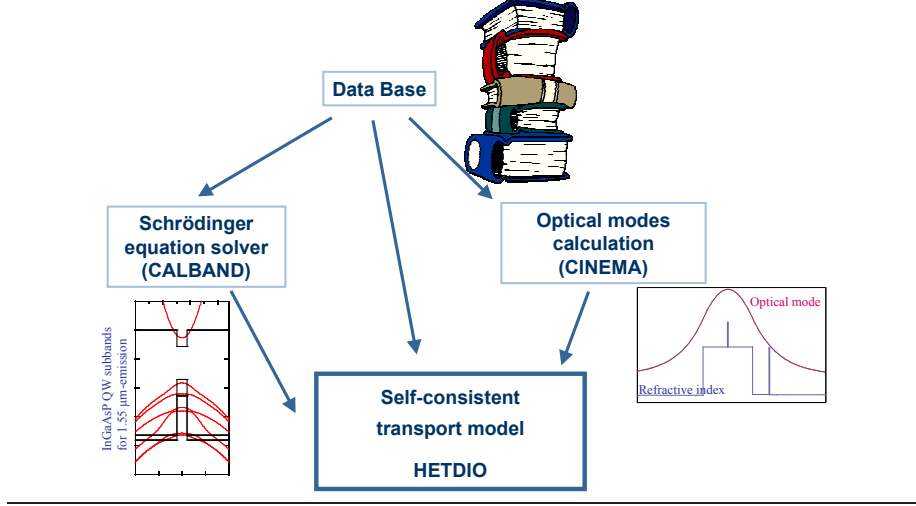 Data Base
Schrödinger
equation solver
(CALBAND)
Optical modes
calculation
(CINEMA)
InGaAsP QW subbands
for 1.55 μm-emission
Optical mode
Refractive index
Self-consistent
transport model
HETDIO